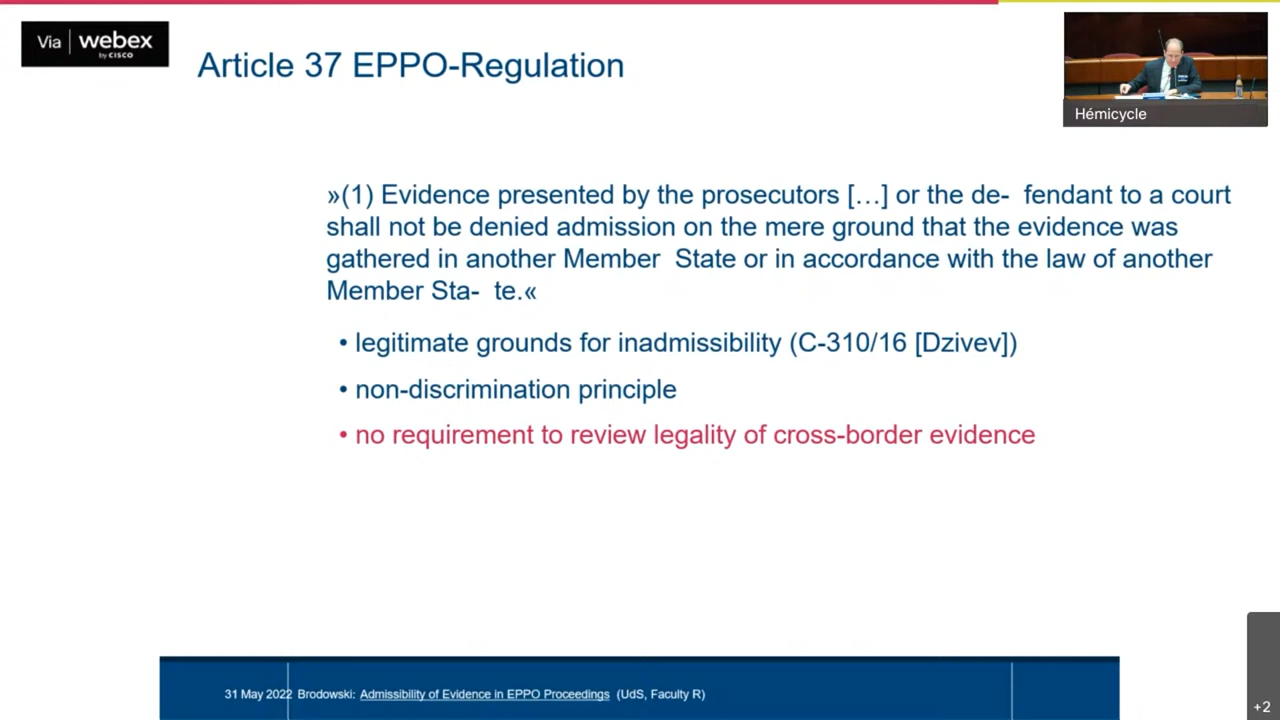 Via webex
by CISCO
Article 37 EPPO-Regulation
Hémicycle
»(1) Evidence presented by the prosecutors […] or the de- fendant to a court
shall not be denied admission on the mere ground that the evidence was
gathered in another Member State or in accordance with the law of another
Member Sta- te.«
• legitimate grounds for inadmissibility (C-310/16 [Dzivev])
• non-discrimination principle
• no requirement to review legality of cross-border evidence
31 May 2022 Brodowski: Admissibility of Evidence in EPPO Proceedings (UdS, Faculty R)
+2